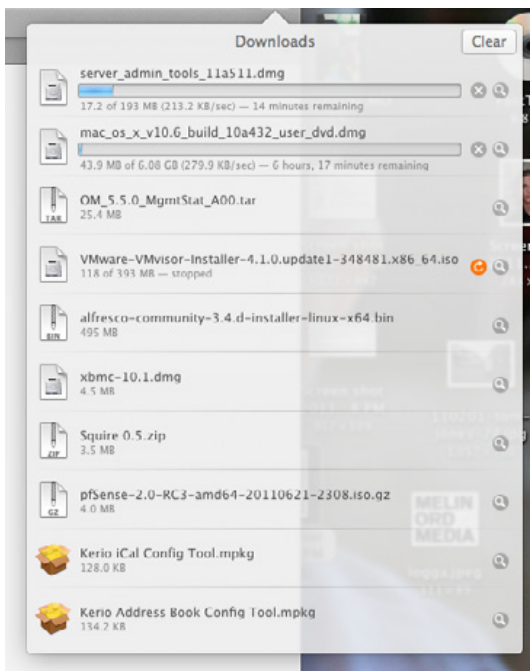 Downloads
Clear
server_admin_tools_11a511.dmg
17.2 of 193 MB (213.2 KB/sec) — 14 minutes remaining
mac_os_x_v10.6_build_10a432_user_dvd.dmg
43.9 MB of 6.08 GB (279.9 KB/sec) — 6 hours, 17 minutes remaining
TAR
OM_5.5.0_MgmtStat_A00.tar
25.4 MB
VMware-VMvisor-Installer-4.1.0.update1-348481.x86_64.iso
118 of 393 MB — stopped
BIN
alfresco-community-3.4.d-installer-linux-x64.bin
495 MB
xbmc-10.1.dmg
4.5 MB
ZIP
Squire 0.5.zip
3.5 MB
GZ
pfSense-2.0-RC3-amd64-20110621-2308.iso.gz
4.0 MB
MELIN
ORD
MEDIA
Kerio iCal Config Tool.mpkg
128.0 KB
Kerio Address Book Config Tool.mpkg
134.2 KB